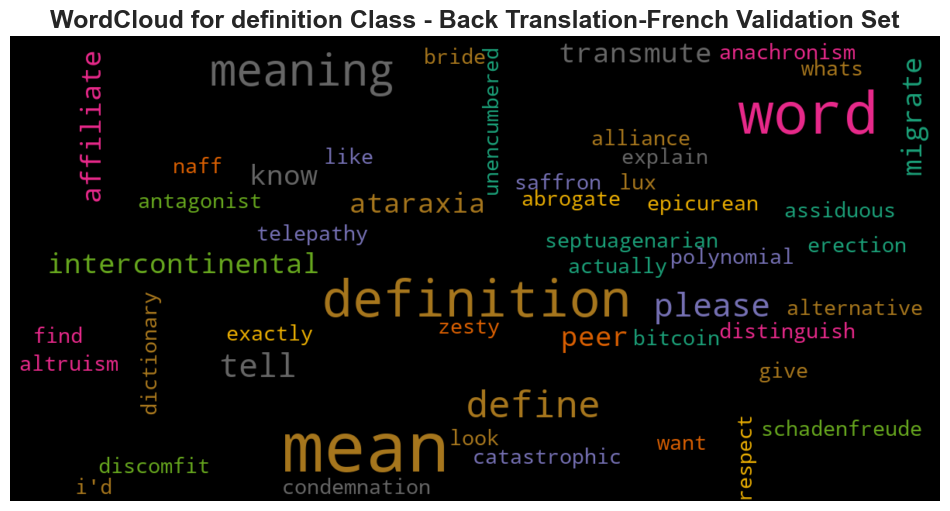 WordCloud for definition Class - Back Translation-French Validation Set
bride
transmute
anachronism
meaning
whats
affiliate
unencumbered
migrate
word
alliance
like
explain
naff
know
saffron
lux
antagonist
ataraxia
abrogate
epicurean
assiduous
telepathy
septuagenarian
erection
polynomial
intercontinental
actually
definition
please
alternative
dictionary
find
exactly
zesty
peer
bitcoin
distinguish
altruism
tell
give
define
mean
look
want
respect
schadenfreude
discomfit
catastrophic
i'd
condemnation